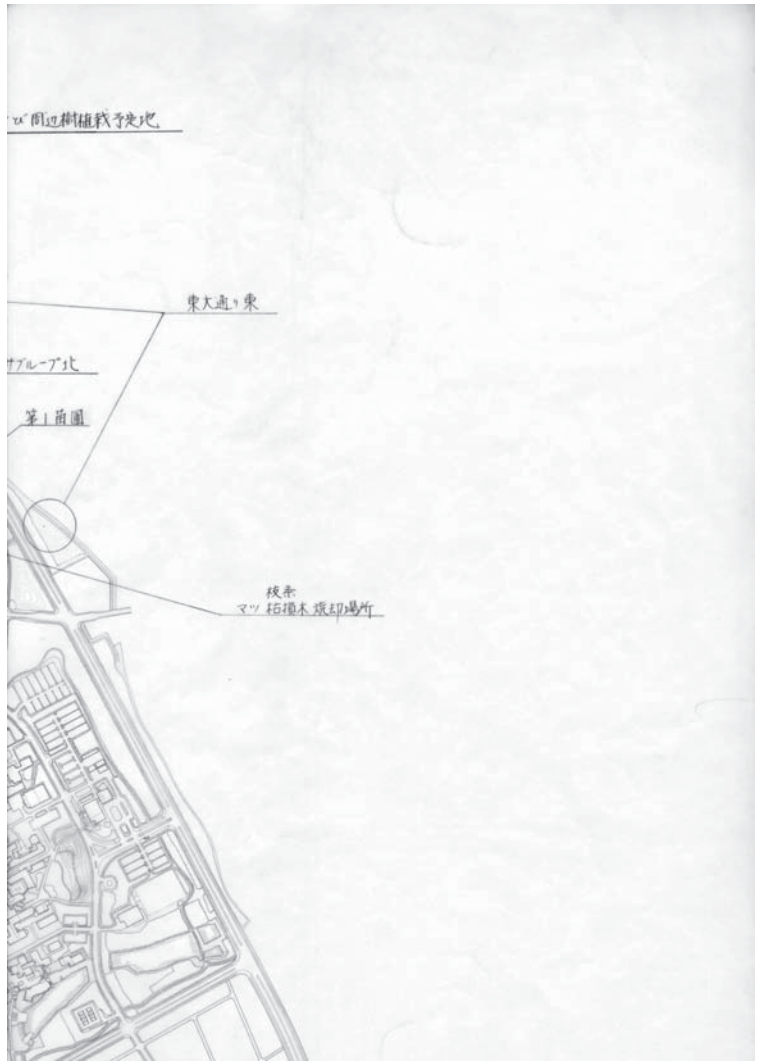 び周辺樹植栽予定地
東大通り東
サブループ北
第1苗圃
枝条
マツ枯損木焼却場所